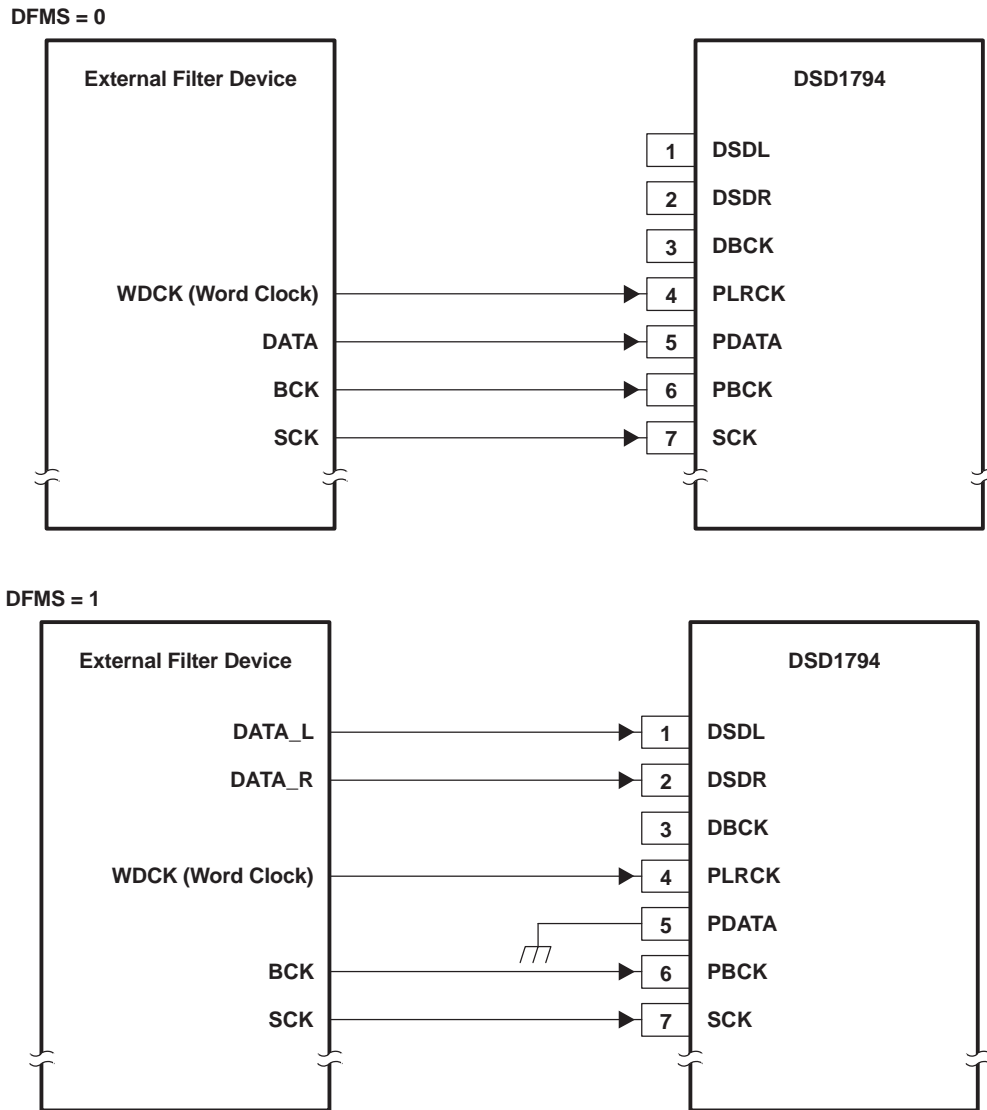 DFMS = 0
External Filter Device
DSD1794
1 DSDL
2 DSDR
3 DBCK
WDCK (Word Clock) 4 PLRCK
DATA 5 PDATA
BCK 6 PBCK
SCK 7 SCK
DFMS = 1
External Filter Device
DSD1794
DATA_L 1 DSDL
DATA_R 2 DSDR
3 DBCK
WDCK (Word Clock) 4 PLRCK
5 PDATA
BCK 6 PBCK
SCK 7 SCK